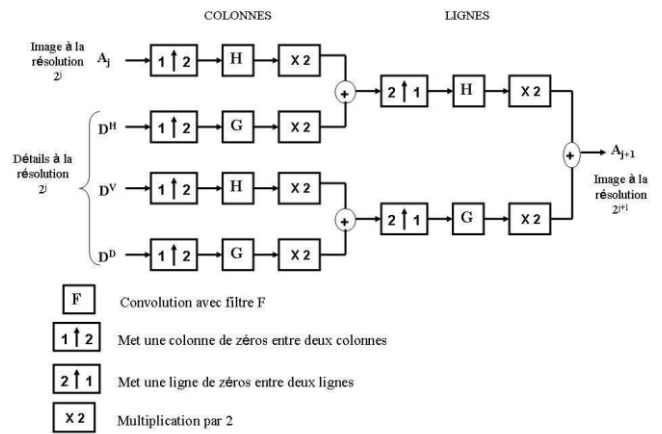 COLONNES
LIGNES
Image à la
résolution
2j
Aj
1 ↑ 2
H
X 2
+
2 ↑ 1
H
X 2
DH
1 ↑ 2
G
X 2
+
Aj+1
Image à la
résolution
2j+1
Détails à la
résolution
2j
DV
1 ↑ 2
H
X 2
+
2 ↑ 1
G
X 2
DD
1 ↑ 2
G
X 2
F
Convolution avec filtre F
1 ↑ 2
Met une colonne de zéros entre deux colonnes
2 ↑ 1
Met une ligne de zéros entre deux lignes
X 2
Multiplication par 2